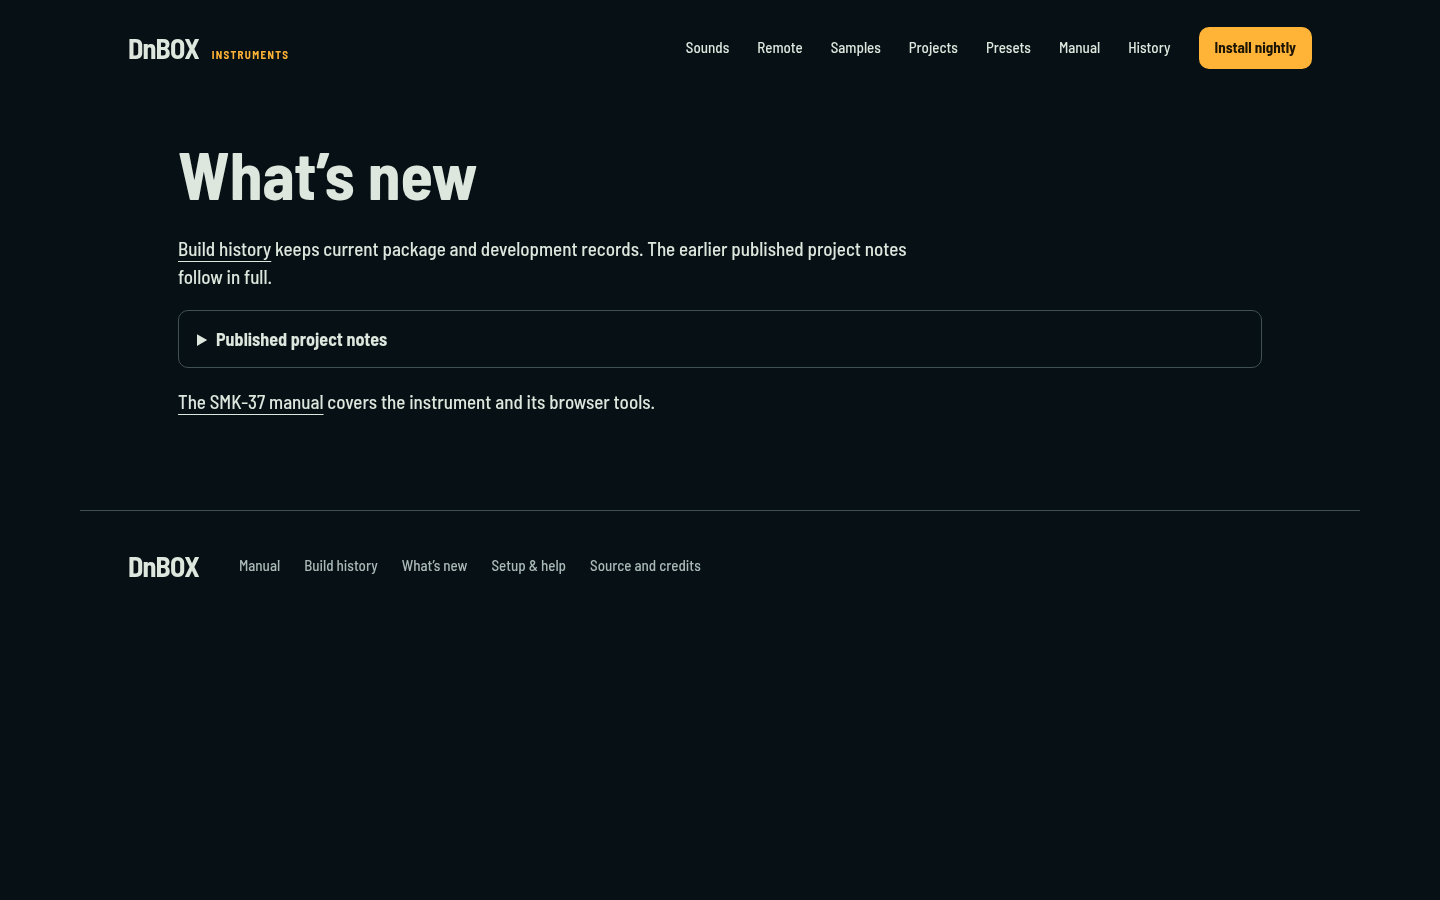 DnBOX INSTRUMENTS
Sounds Remote Samples Projects Presets Manual History Install nightly
What’s new
Build history keeps current package and development records. The earlier published project notes
follow in full.
Published project notes
The SMK-37 manual covers the instrument and its browser tools.
DnBOX Manual Build history What’s new Setup & help Source and credits